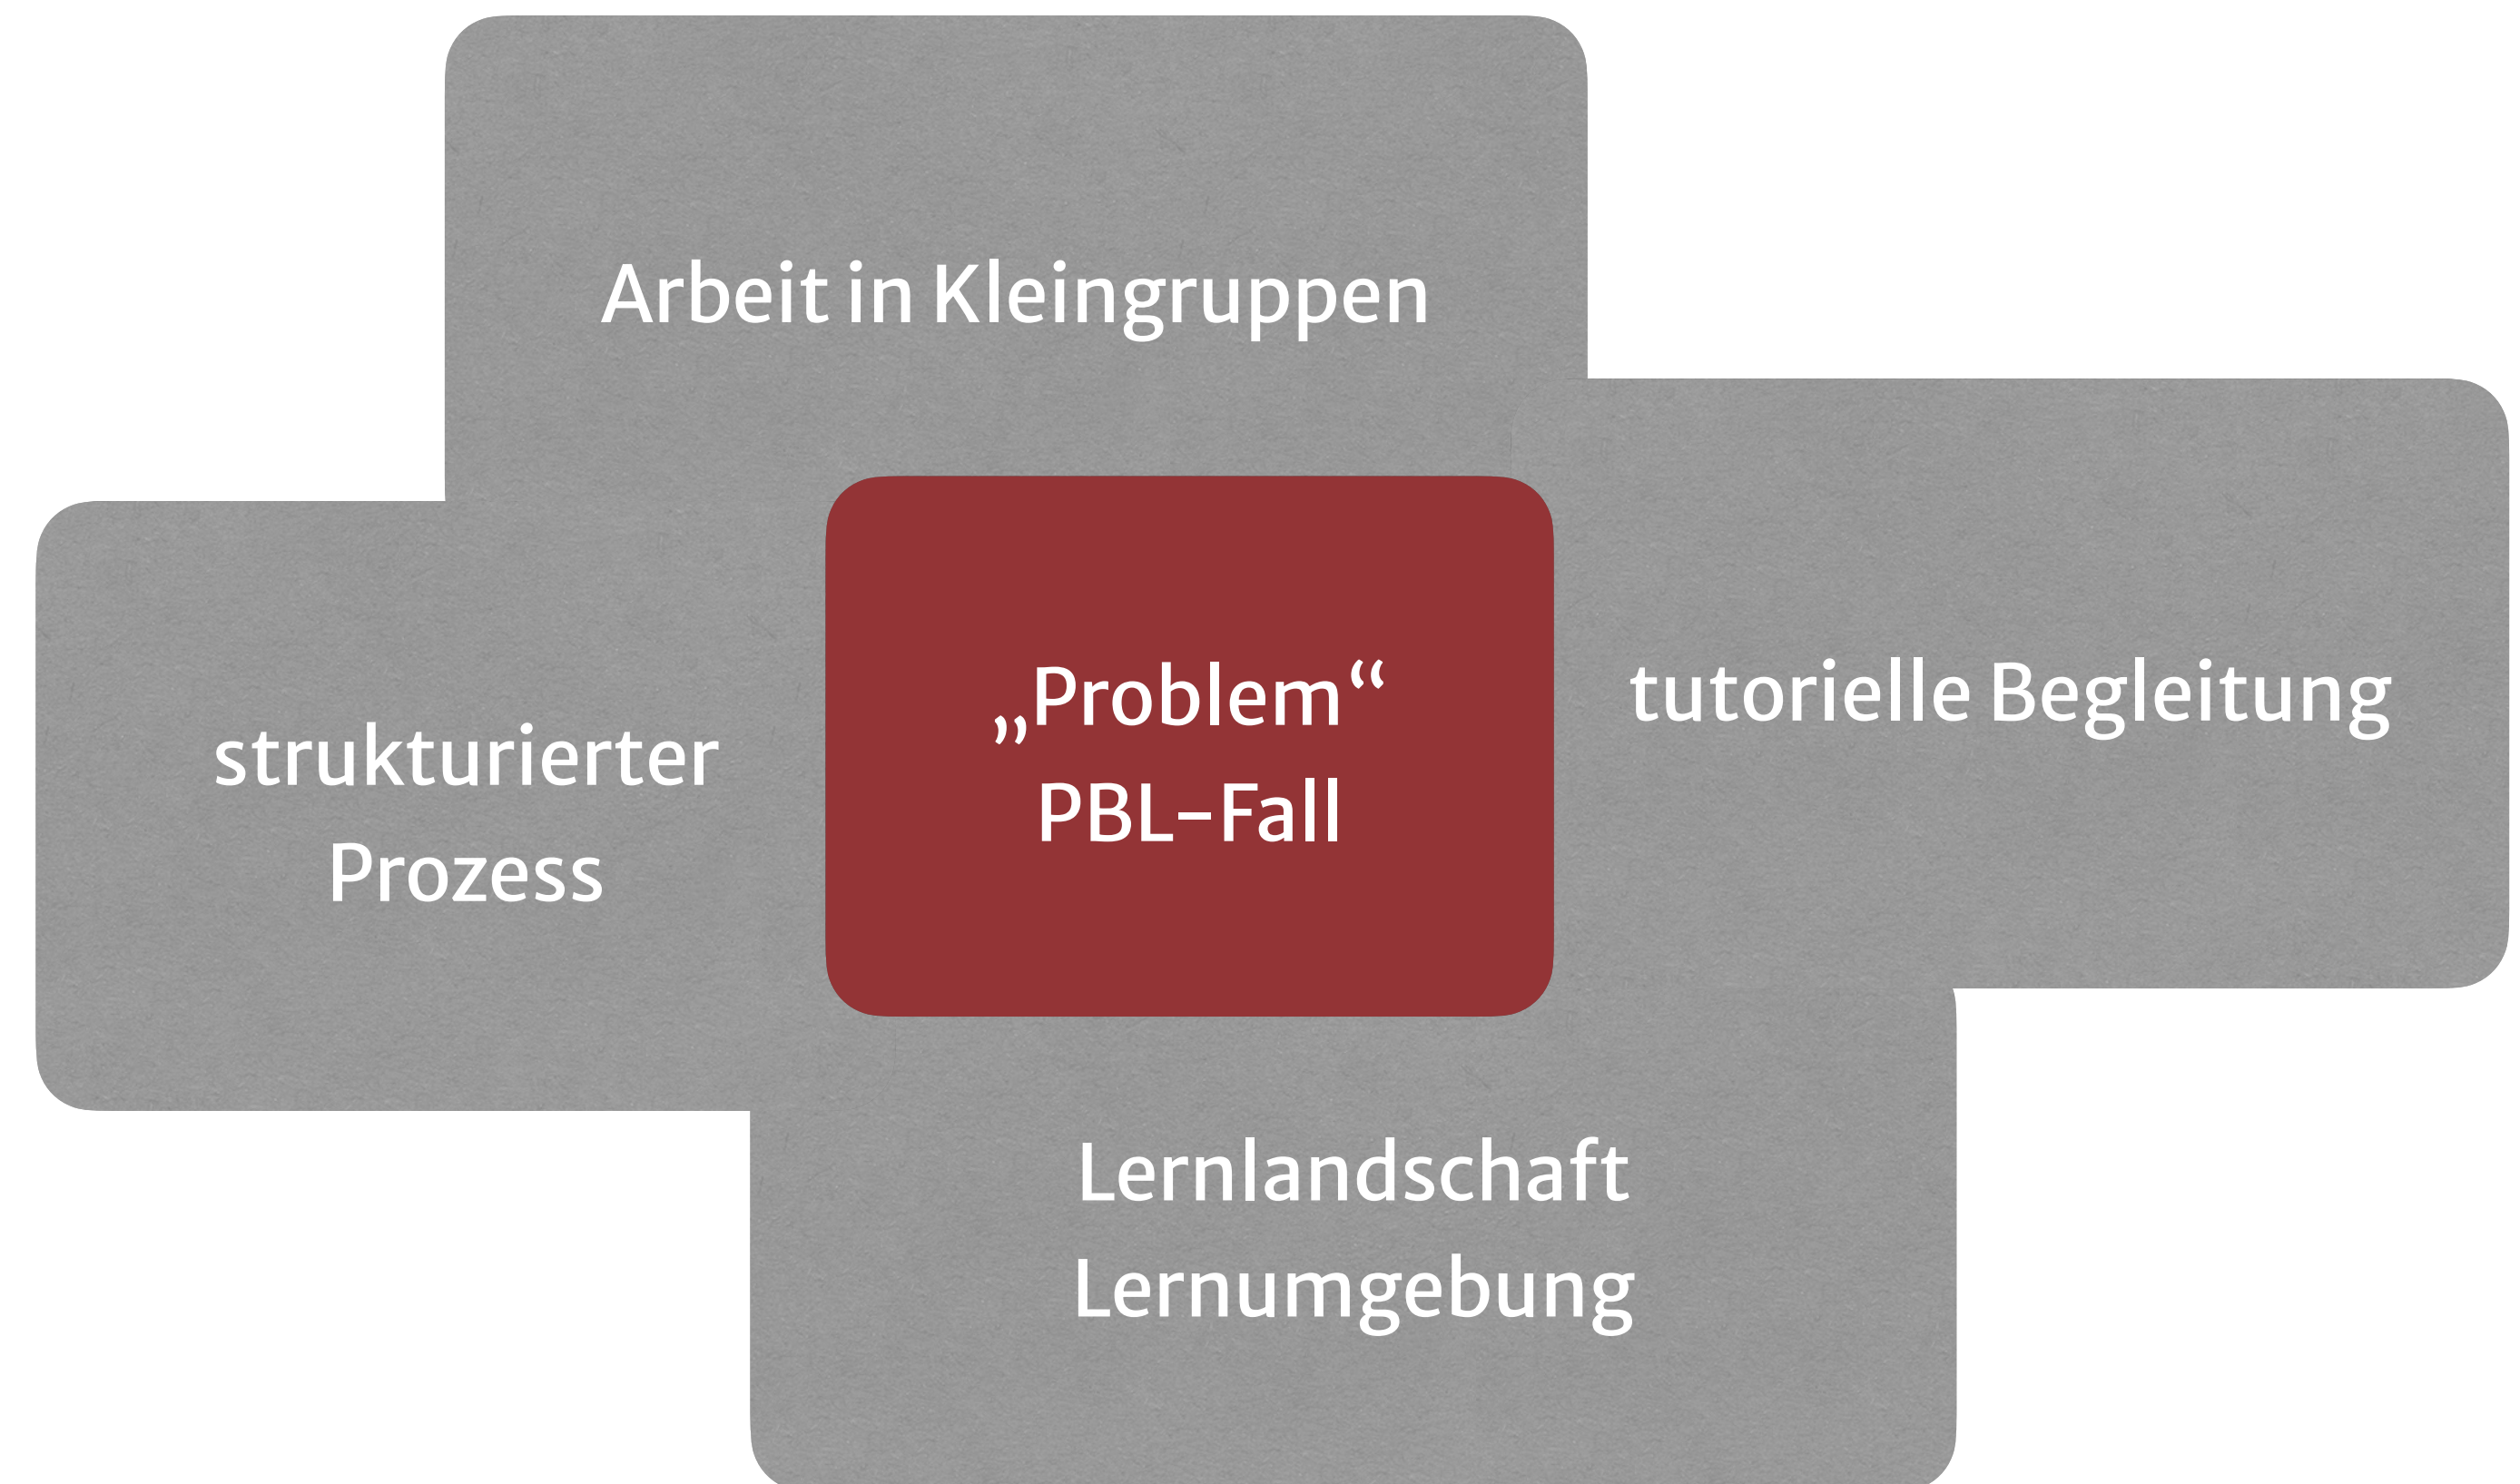 Arbeit in Kleingruppen
„Problem“
PBL-Fall
tutorielle Begleitung
strukturierter
Prozess
Lernlandschaft
Lernumgebung